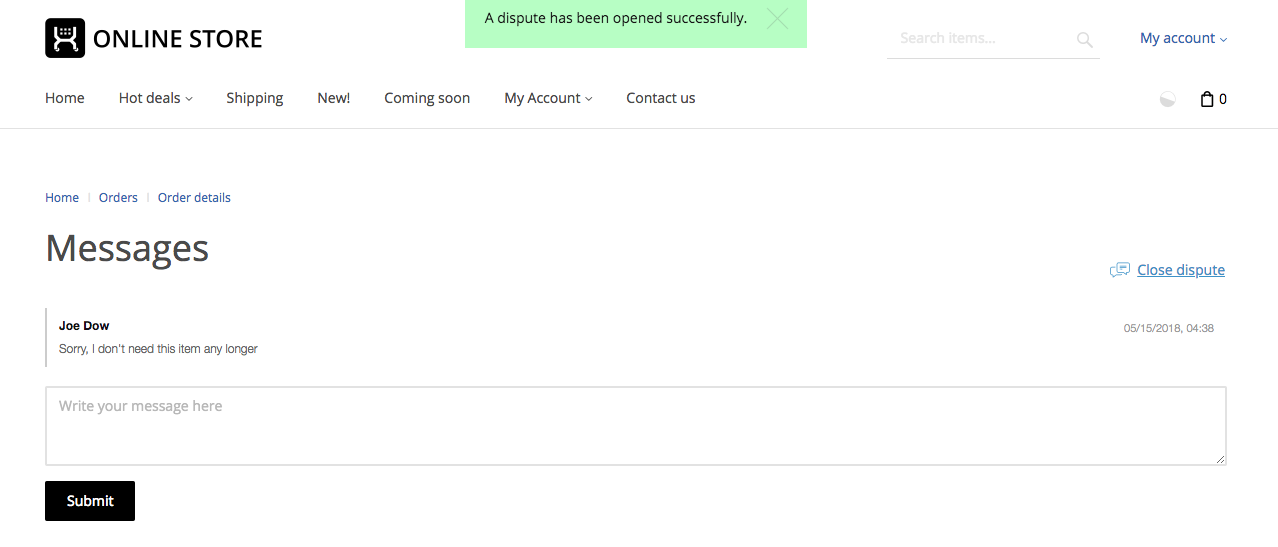 A dispute has been opened successfully.
ONLINE STORE
Search items...
My account
Home Hot deals Shipping New! Coming soon My Account Contact us
0
Home Orders Order details
Messages
Close dispute
Joe Dow
05/15/2018, 04:38
Sorry, I don't need this item any longer
Write your message here
Submit